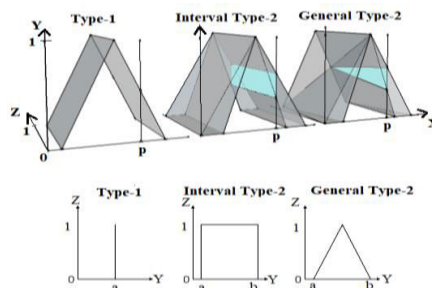 Type-1 Interval Type-2 General Type-2
Y
1
Z
1
0 p p p X
Type-1 Interval Type-2 General Type-2
Z Z Z
1 1 1
0 a Y 0 a b Y 0 a b Y